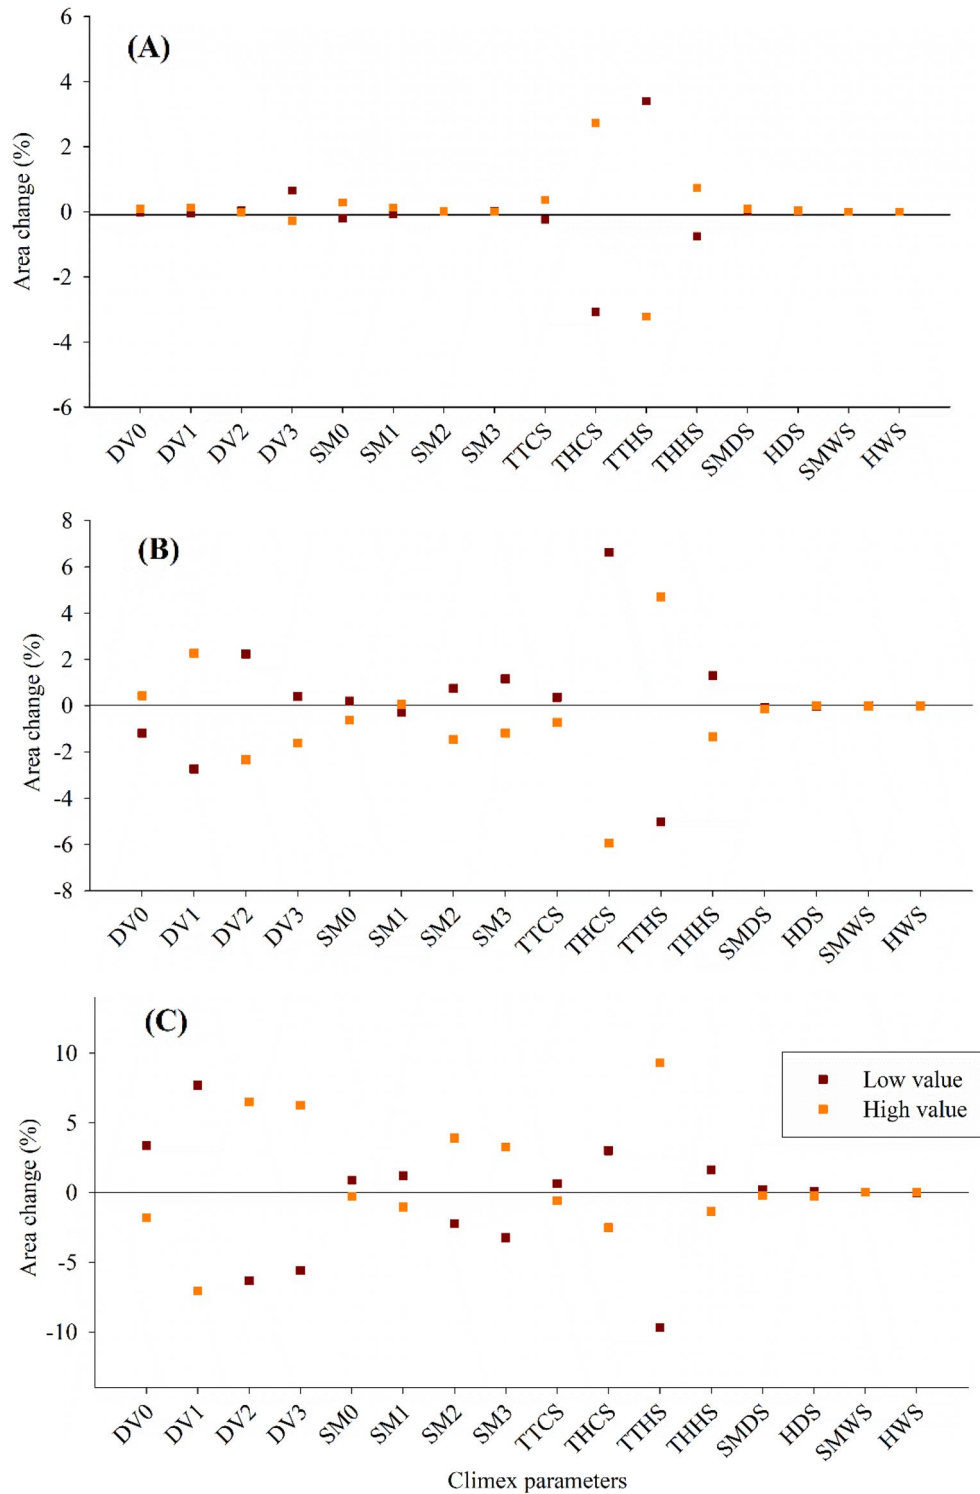 (A)
6
4
2
0
-2
-4
-6
Area change (%)
DV0 DV1 DV2 DV3 SM0 SM1 SM2 SM3 TTCS THCS TTHS THHS SMDS HDS SMWS HWS
(B)
8
6
4
2
0
-2
-4
-6
-8
Area change (%)
DV0 DV1 DV2 DV3 SM0 SM1 SM2 SM3 TTCS THCS TTHS THHS SMDS HDS SMWS HWS
(C)
10
5
0
-5
-10
Area change (%)
Low value
High value
DV0 DV1 DV2 DV3 SM0 SM1 SM2 SM3 TTCS THCS TTHS THHS SMDS HDS SMWS HWS
Climex parameters